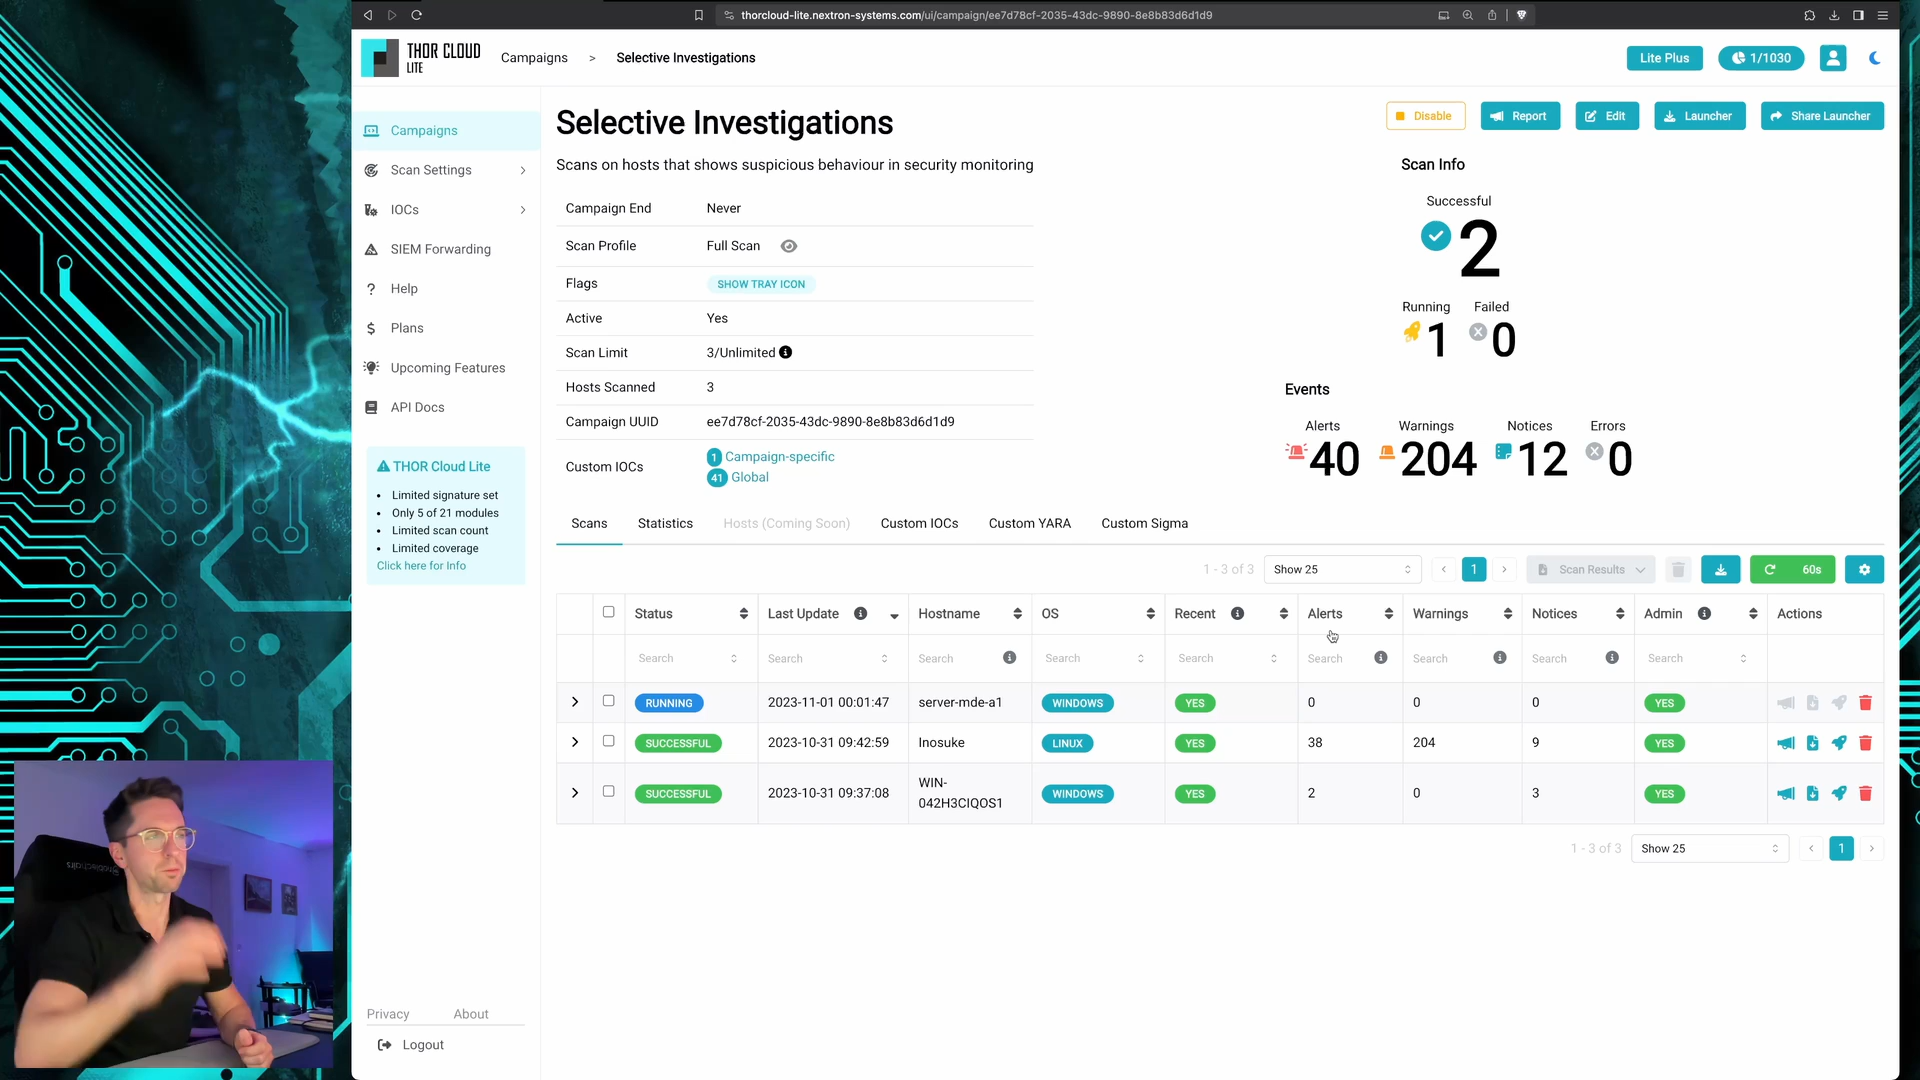 thorcloud-lite.nextron-systems.com/ui/campaign/ee7d78cf-2035-43dc-9890-8e8b83d6d1d9
THOR CLOUD
LITE
Campaigns > Selective Investigations
Lite Plus
1/1030
Campaigns
Scan Settings
IOCs
SIEM Forwarding
Help
Plans
Upcoming Features
API Docs
THOR Cloud Lite
• Limited signature set
• Only 5 of 21 modules
• Limited scan count
• Limited coverage
Click here for Info
Privacy About
Logout
Selective Investigations
Disable Report Edit Launcher Share Launcher
Scans on hosts that shows suspicious behaviour in security monitoring
Campaign End Never
Scan Profile Full Scan
Flags SHOW TRAY ICON
Active Yes
Scan Limit 3/Unlimited
Hosts Scanned 3
Campaign UUID ee7d78cf-2035-43dc-9890-8e8b83d6d1d9
Custom IOCs
1 Campaign-specific
41 Global
Scan Info
Successful
2
Running Failed
1 0
Events
Alerts Warnings Notices Errors
40 204 12 0
Scans Statistics Hosts (Coming Soon) Custom IOCs Custom YARA Custom Sigma
1 - 3 of 3 Show 25 < 1 > Scan Results 60s
Status Last Update Hostname OS Recent Alerts Warnings Notices Admin Actions
Search Search Search Search Search Search Search Search Search
RUNNING 2023-11-01 00:01:47 server-mde-a1 WINDOWS YES 0 0 0 YES
SUCCESSFUL 2023-10-31 09:42:59 Inosuke LINUX YES 38 204 9 YES
SUCCESSFUL 2023-10-31 09:37:08 WIN-042H3CIQOS1 WINDOWS YES 2 0 3 YES
1 - 3 of 3 Show 25 < 1 >